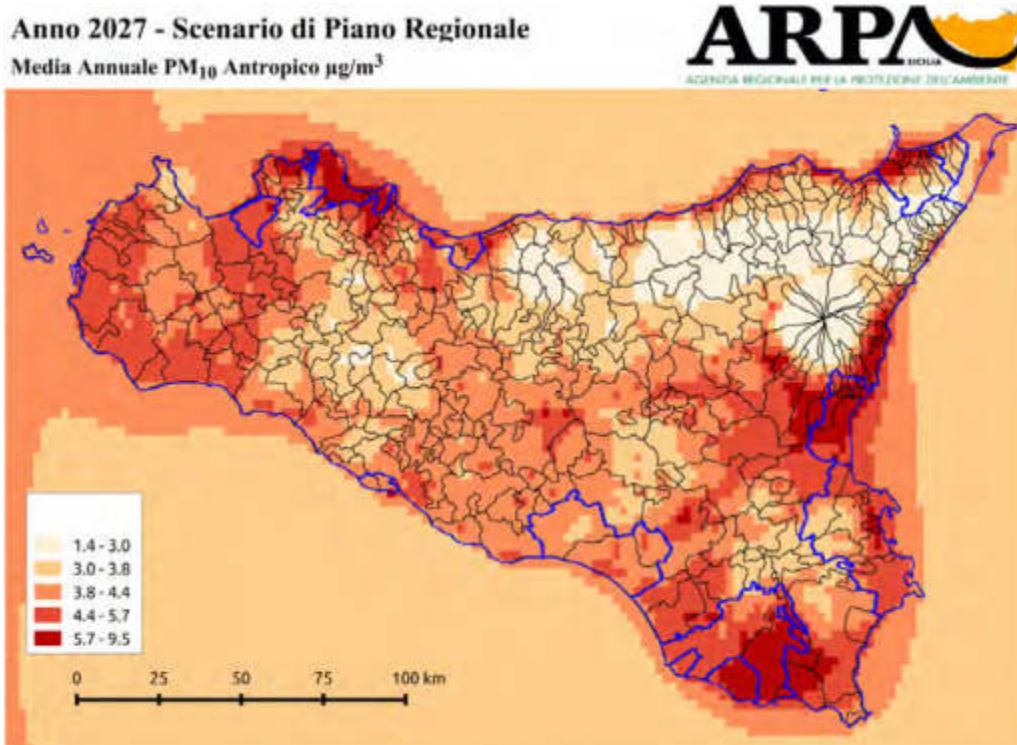 Anno 2027 - Scenario di Piano Regionale
Media Annuale PM₁₀ Antropico µg/m³
ARPA
SICILIA
AGENZIA REGIONALE PER LA PROTEZIONE DELL'AMBIENTE
1.4 - 3.0
3.0 - 3.8
3.8 - 4.4
4.4 - 5.7
5.7 - 9.5
0 25 50 75 100 km